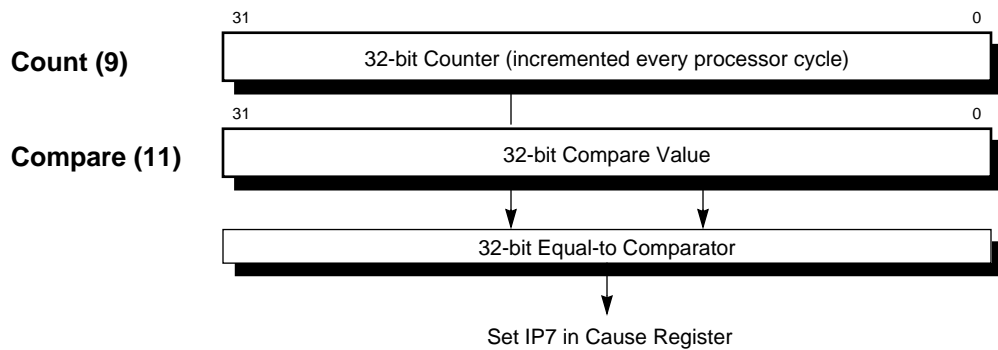 31 0
Count (9) 32-bit Counter (incremented every processor cycle)
31 0
Compare (11) 32-bit Compare Value
32-bit Equal-to Comparator
Set IP7 in Cause Register